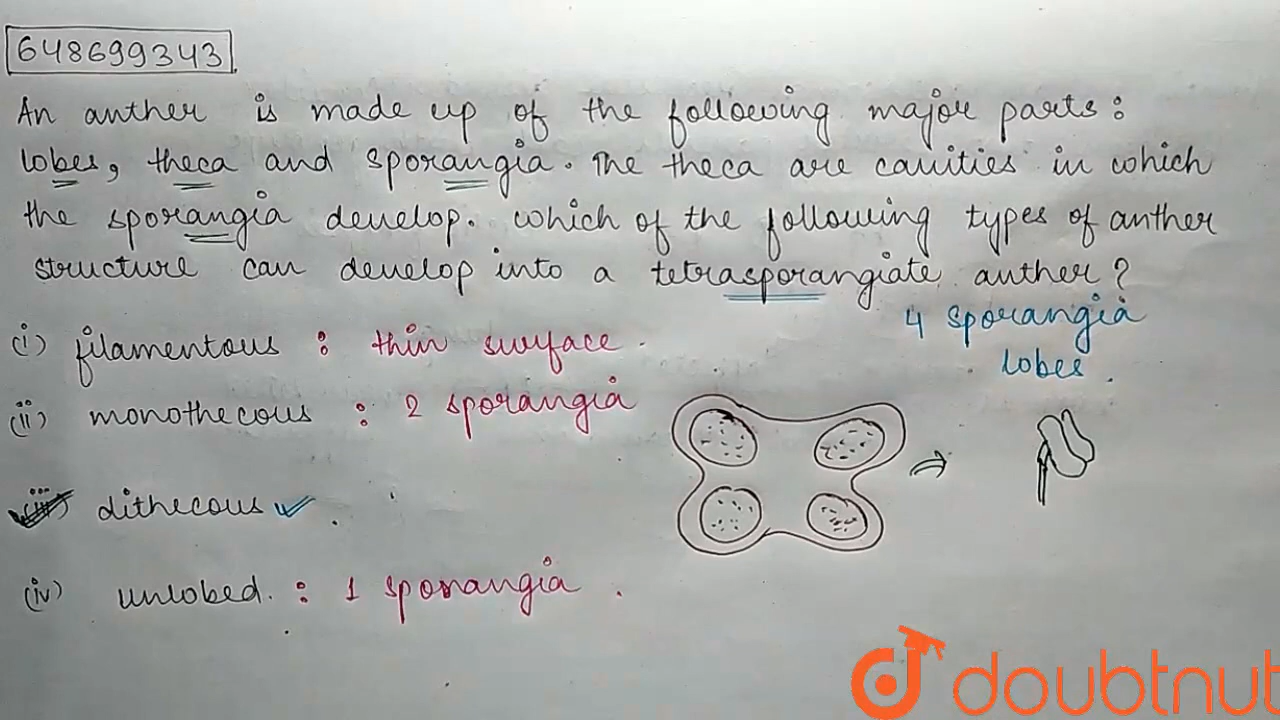 648699343
An anther is made up of the following major parts:
lobes, theca and sporangia. The theca are cavities in which
the sporangia develop. which of the following types of anther
structure can develop into a tetrasporangiate anther?
4 sporangia
lobes.
(i) filamentous : thin surface.
(ii) monothecous : 2 sporangia
(iii) dithecous
(iv) unlobed. : 1 sporangia.
doubtnut